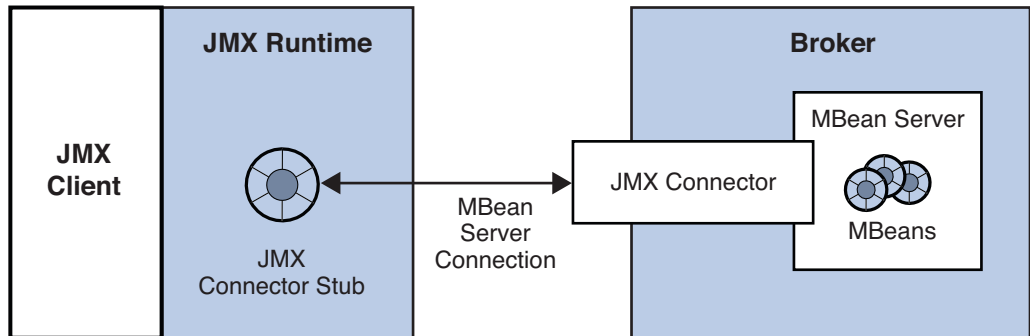 JMX Runtime
Broker
JMX
Client
JMX
Connector Stub
MBean
Server
Connection
JMX Connector
MBean Server
MBeans